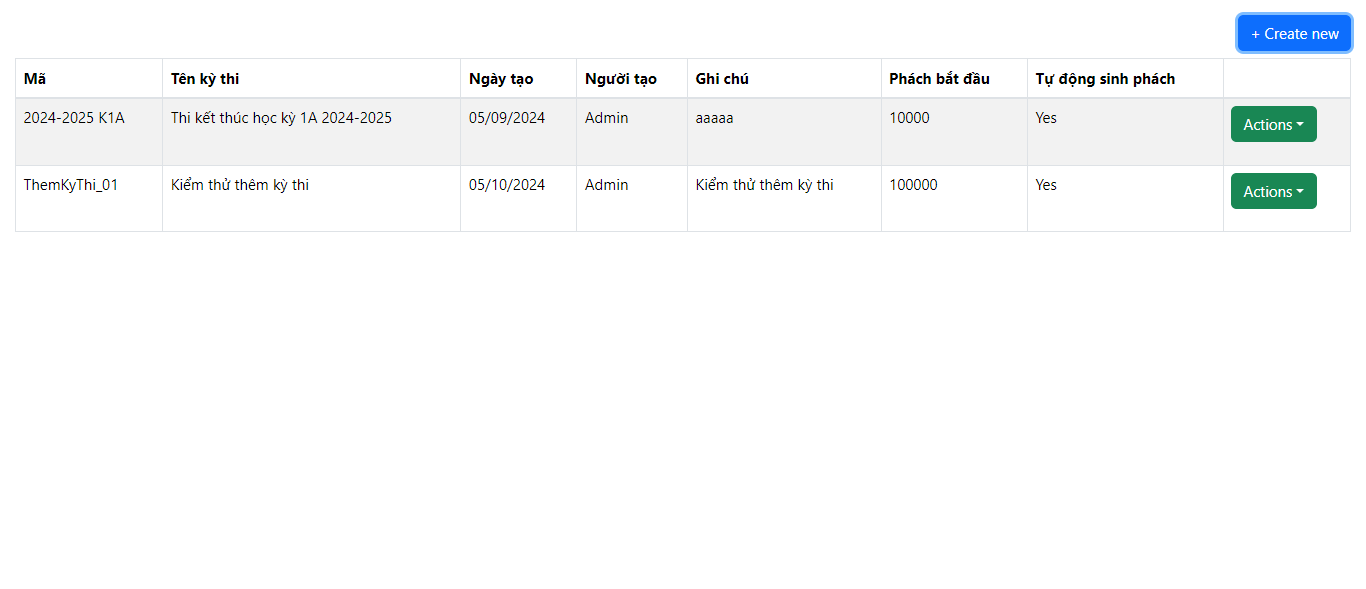 + Create new
Mã Tên kỳ thi Ngày tạo Người tạo Ghi chú Phách bắt đầu Tự động sinh phách
2024-2025 K1A Thi kết thúc học kỳ 1A 2024-2025 05/09/2024 Admin aaaaa 10000 Yes Actions
ThemKyThi_01 Kiểm thử thêm kỳ thi 05/10/2024 Admin Kiểm thử thêm kỳ thi 100000 Yes Actions